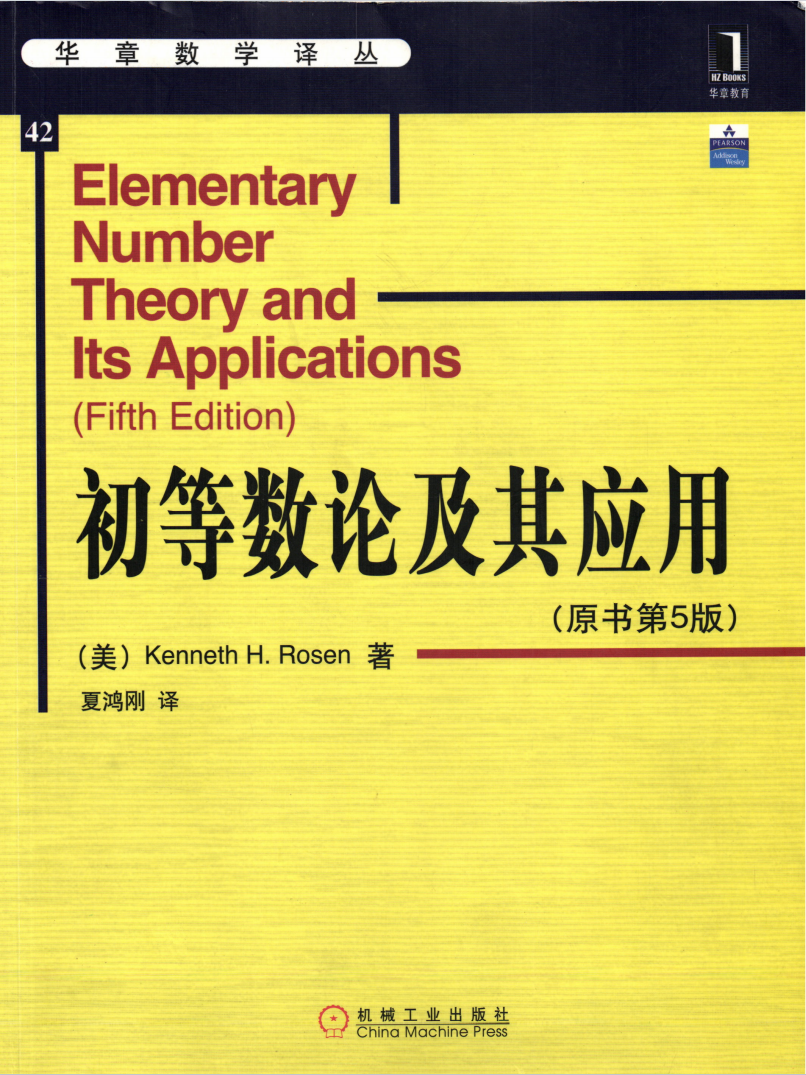 华章数学译丛
HZ BOOKS
华章教育
42
PEARSON
Addison
Wesley
Elementary
Number
Theory and
Its Applications
(Fifth Edition)
初等数论及其应用
(原书第5版)
(美) Kenneth H. Rosen 著
夏鸿刚 译
机械工业出版社
China Machine Press